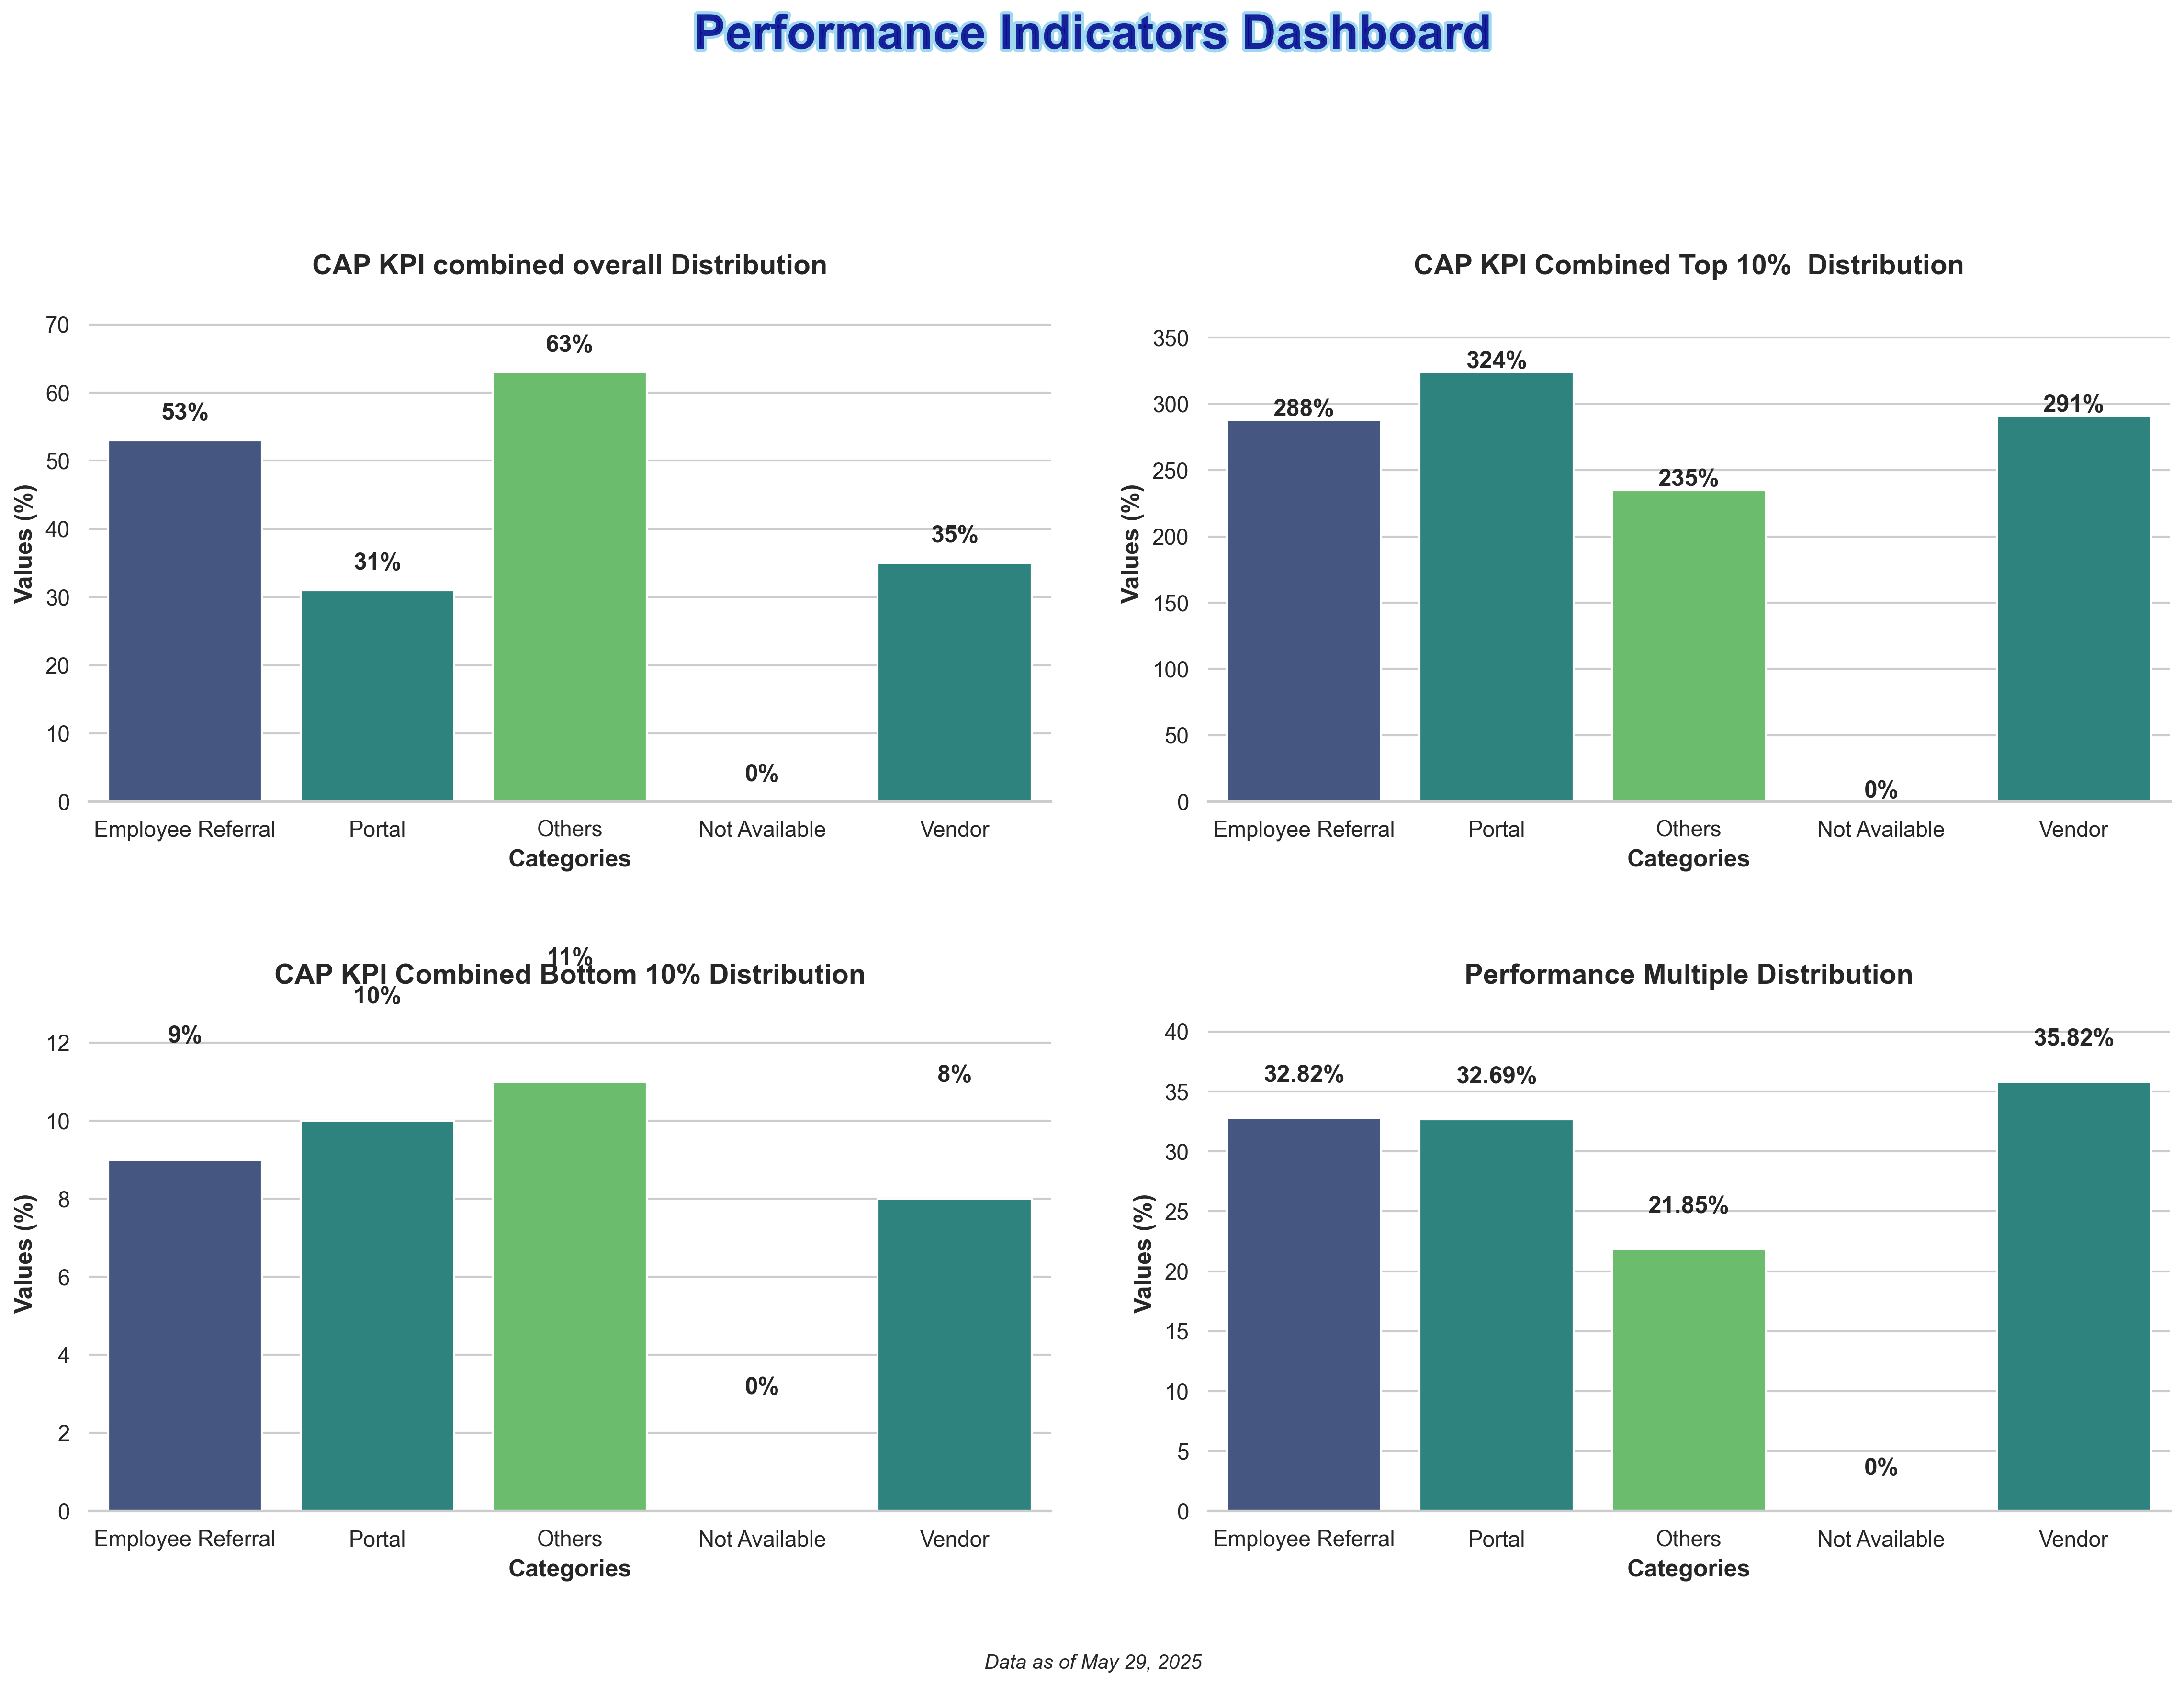 Performance Indicators Dashboard
CAP KPI combined overall Distribution
70
60
50
40
30
20
10
0
Values (%)
53%
31%
63%
0%
35%
Employee Referral
Portal
Others
Not Available
Vendor
Categories
CAP KPI Combined Top 10%  Distribution
350
300
250
200
150
100
50
0
Values (%)
288%
324%
235%
0%
291%
Employee Referral
Portal
Others
Not Available
Vendor
Categories
CAP KPI Combined Bottom 10% Distribution
12
10
8
6
4
2
0
Values (%)
9%
10%
11%
0%
8%
Employee Referral
Portal
Others
Not Available
Vendor
Categories
Performance Multiple Distribution
40
35
30
25
20
15
10
5
0
Values (%)
32.82%
32.69%
21.85%
0%
35.82%
Employee Referral
Portal
Others
Not Available
Vendor
Categories
Data as of May 29, 2025